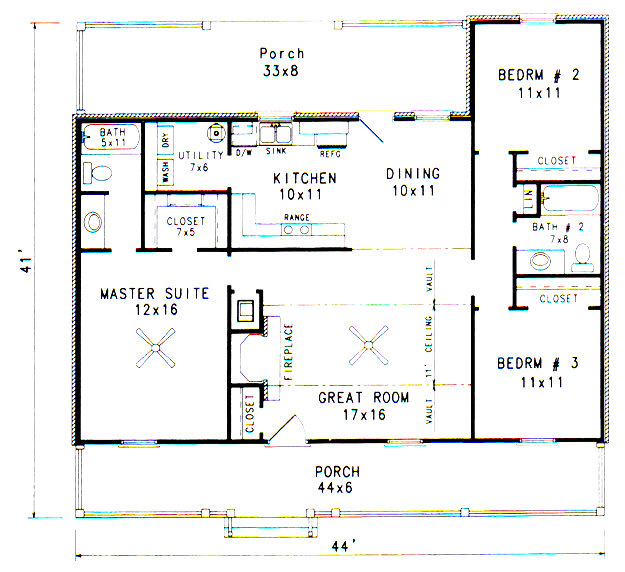 Porch
33x8
BEDRM # 2
11x11
BATH
5x11
DRY
WASH
UTILITY
7x6
D/W
SINK
REFG
KITCHEN
10x11
DINING
10x11
CLOSET
LIN
BATH # 2
7x8
CLOSET
7x5
RANGE
41'
MASTER SUITE
12x16
VAULT
CLOSET
FIREPLACE
11' CEILING
BEDRM # 3
11x11
GREAT ROOM
17x16
CLOSET
VAULT
PORCH
44x6
44'